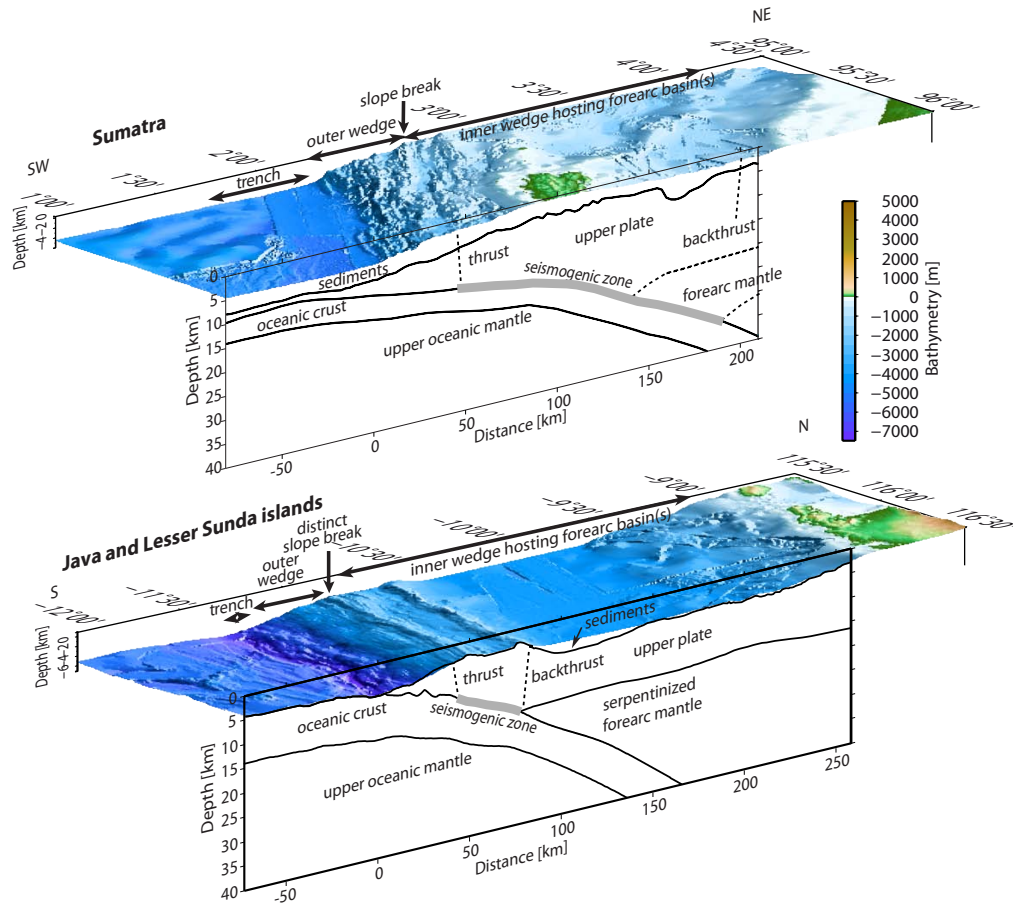 NE
95°00'
4°30'
95°30'
96°00'
4°00'
3°30'
3°00'
inner wedge hosting forearc basin(s)
slope break
outer wedge
Sumatra
SW
2°00'
1°30'
1°00'
trench
Depth [km]
0
−2
−4
upper plate
thrust
backthrust
seismogenic zone
forearc mantle
sediments
oceanic crust
upper oceanic mantle
Depth [km]
0
5
10
15
20
25
30
35
40
-50
0
50
100
150
200
Distance [km]
5000
4000
3000
2000
1000
0
−1000
−2000
−3000
−4000
−5000
−6000
−7000
Bathymetry [m]
N
115°30'
116°00'
116°30'
−9°00'
−9°30'
−10°00'
−10°30'
inner wedge hosting forearc basin(s)
Java and Lesser Sunda islands
distinct
slope break
outer
wedge
trench
S
−12°00'
−11°30'
Depth [km]
0
−2
−4
−6
sediments
thrust
backthrust
upper plate
oceanic crust
seismogenic zone
serpentinized
forearc mantle
upper oceanic mantle
Depth [km]
0
5
10
15
20
25
30
35
40
-50
0
50
100
150
200
250
Distance [km]